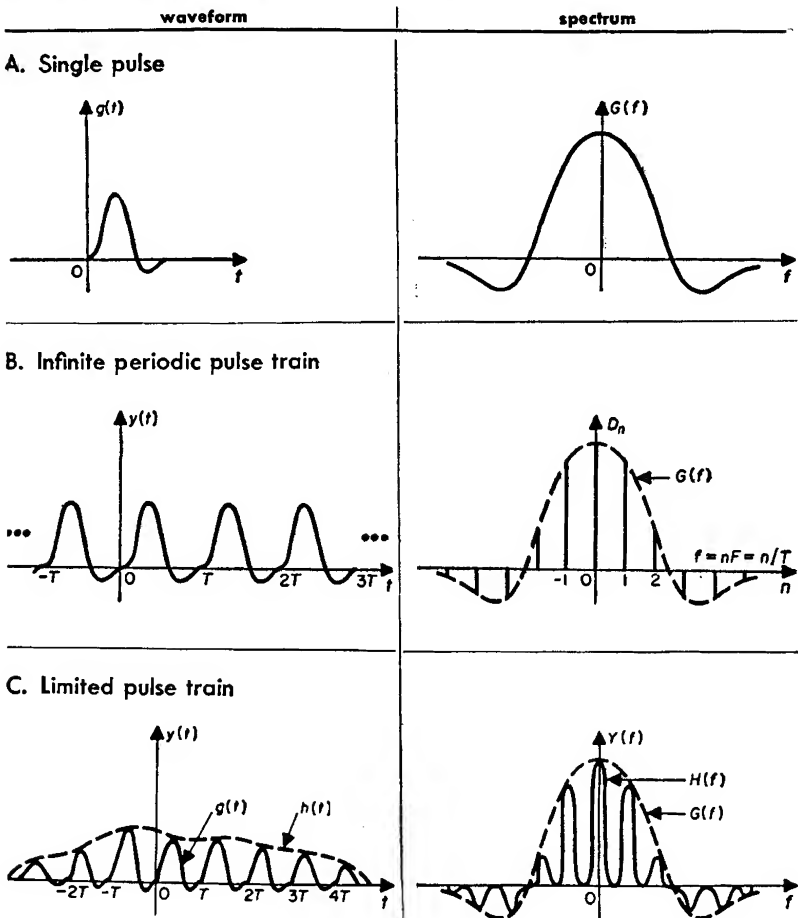 waveform spectrum
A. Single pulse
g(t) G(f)
0 t 0 f
B. Infinite periodic pulse train
y(t) Dn
G(f)
f = nF = n/T
••• •••
-T 0 T 2T 3T t -1 0 1 2 n
C. Limited pulse train
y(t) Y(f)
H(f)
g(t) h(t) G(f)
-2T -T 0 T 2T 3T 4T t 0 f